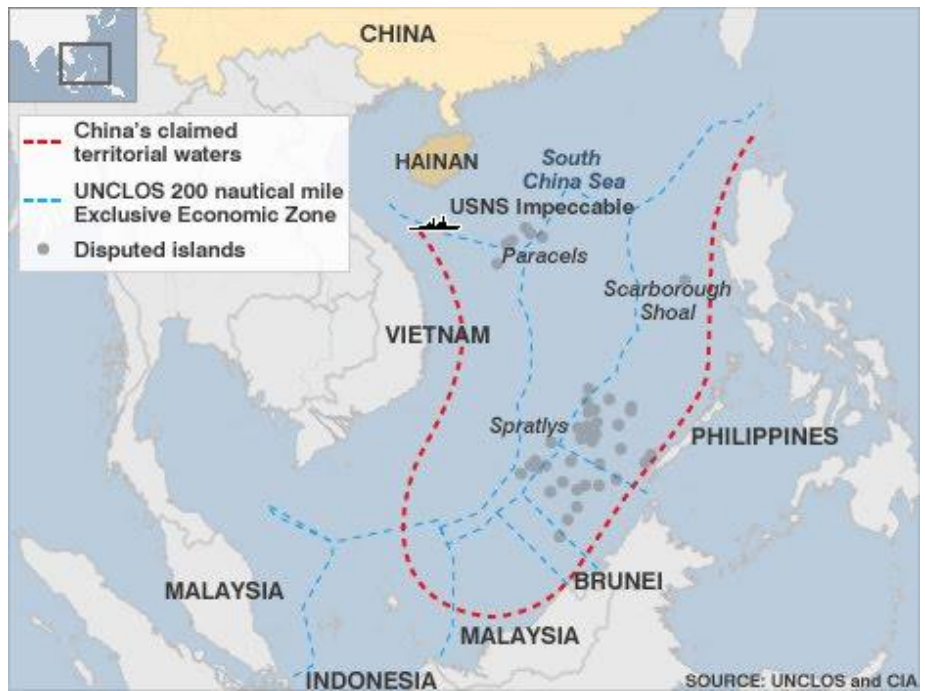 CHINA
China's claimed
territorial waters
UNCLOS 200 nautical mile
Exclusive Economic Zone
Disputed islands
HAINAN
South
China Sea
USNS Impeccable
Paracels
Scarborough
Shoal
VIETNAM
Spratlys
PHILIPPINES
MALAYSIA
BRUNEI
MALAYSIA
INDONESIA
SOURCE: UNCLOS and CIA